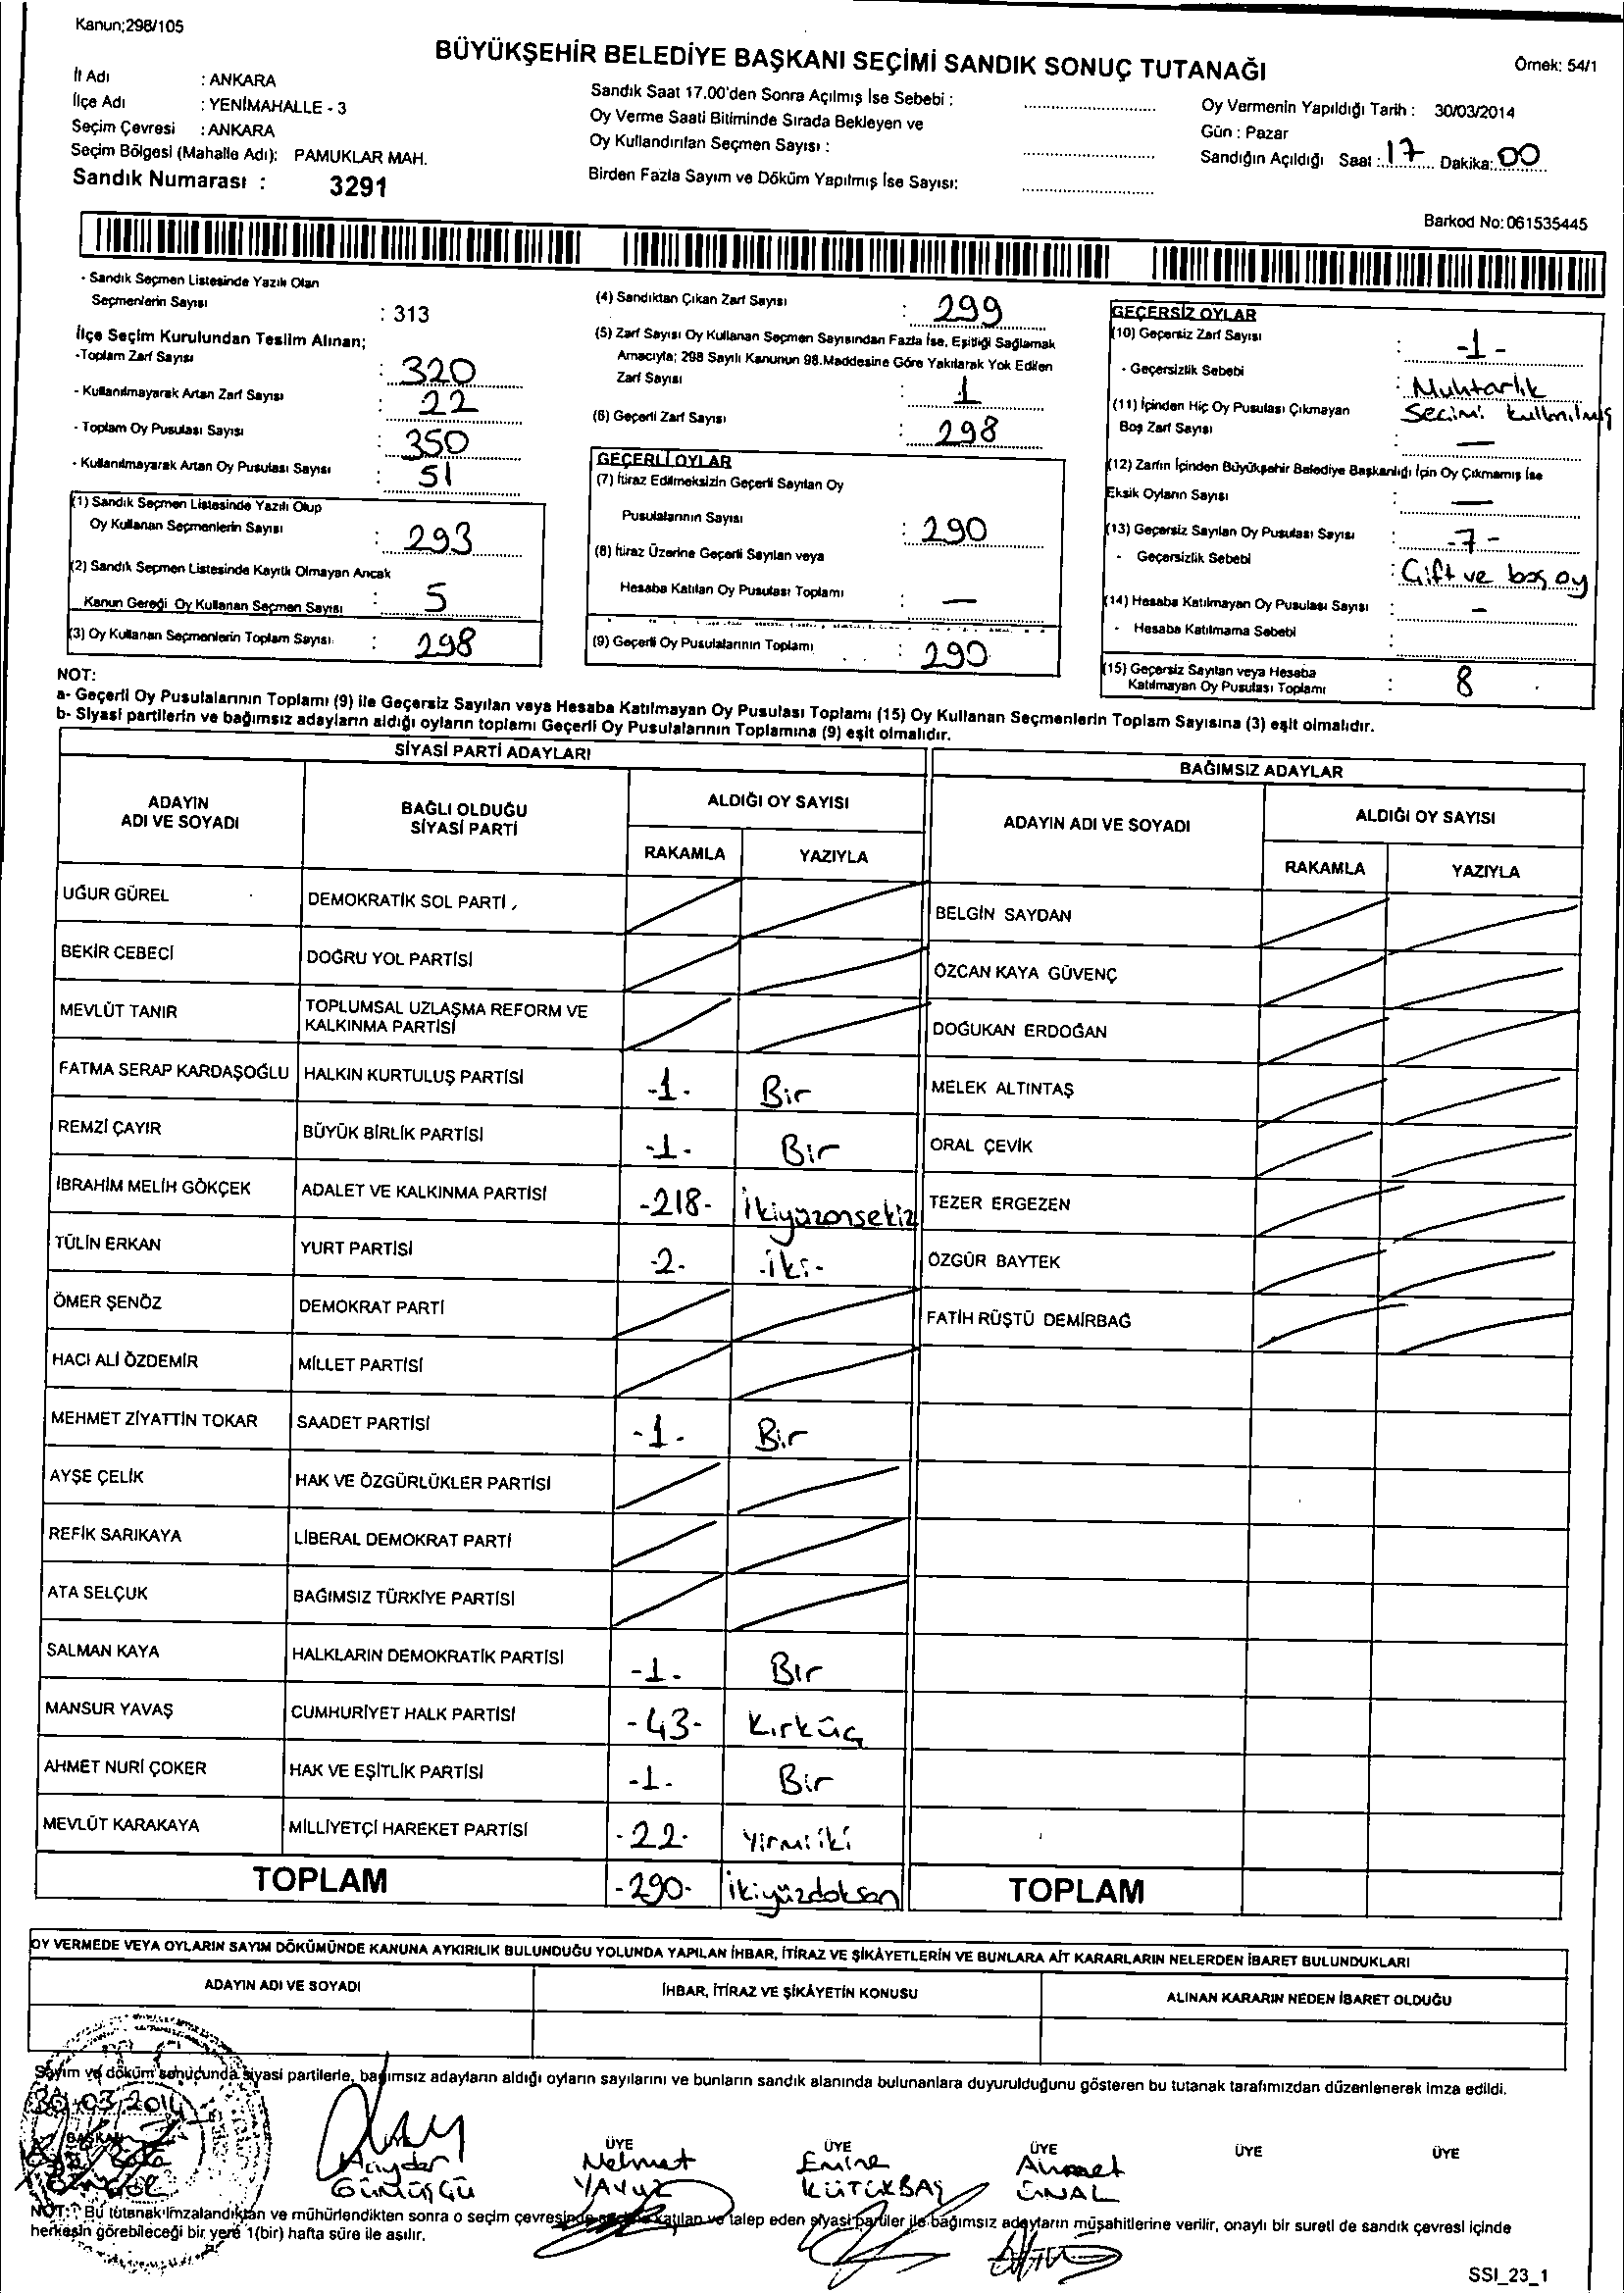 Kanun;298/105
BÜYÜKŞEHİR BELEDİYE BAŞKANI SEÇİMİ SANDIK SONUÇ TUTANAĞI
Örnek: 54/1
İl Adı : ANKARA
İlçe Adı : YENİMAHALLE - 3
Seçim Çevresi : ANKARA
Seçim Bölgesi (Mahalle Adı): PAMUKLAR MAH.
Sandık Numarası : 3291
Sandık Saat 17.00'den Sonra Açılmış İse Sebebi :
Oy Verme Saati Bitiminde Sırada Bekleyen ve
Oy Kullandırılan Seçmen Sayısı :
Birden Fazla Sayım ve Döküm Yapılmış İse Sayısı:
Oy Vermenin Yapıldığı Tarih : 30/03/2014
Gün : Pazar
Sandığın Açıldığı Saat : 17 Dakika: 00
Barkod No: 061535445
- Sandık Seçmen Listesinde Yazılı Olan
Seçmenlerin Sayısı : 313
İlçe Seçim Kurulundan Teslim Alınan;
-Toplam Zarf Sayısı : 320
- Kullanılmayarak Artan Zarf Sayısı : 22
- Toplam Oy Pusulası Sayısı : 350
- Kullanılmayarak Artan Oy Pusulası Sayısı : 51
(1) Sandık Seçmen Listesinde Yazılı Olup
Oy Kullanan Seçmenlerin Sayısı : 293
(2) Sandık Seçmen Listesinde Kayıtlı Olmayan Ancak
Kanun Gereği Oy Kullanan Seçmen Sayısı : 5
(3) Oy Kullanan Seçmenlerin Toplam Sayısı : 298
(4) Sandıktan Çıkan Zarf Sayısı : 299
(5) Zarf Sayısı Oy Kullanan Seçmen Sayısından Fazla İse, Eşitliği Sağlamak
Amacıyla; 298 Sayılı Kanunun 98.Maddesine Göre Yakılarak Yok Edilen
Zarf Sayısı : 1
(6) Geçerli Zarf Sayısı : 298
GEÇERLİ OYLAR
(7) İtiraz Edilmeksizin Geçerli Sayılan Oy
Pusulalarının Sayısı : 290
(8) İtiraz Üzerine Geçerli Sayılan veya
Hesaba Katılan Oy Pusulası Toplamı : —
(9) Geçerli Oy Pusulalarının Toplamı : 290
GEÇERSİZ OYLAR
(10) Geçersiz Zarf Sayısı : -1-
- Geçersizlik Sebebi : Muhtarlık
Seçimi kullanılmış
(11) İçinden Hiç Oy Pusulası Çıkmayan
Boş Zarf Sayısı : —
(12) Zarfın İçinden Büyükşehir Belediye Başkanlığı İçin Oy Çıkmamış İse
Eksik Oyların Sayısı : —
(13) Geçersiz Sayılan Oy Pusulası Sayısı : -7-
- Geçersizlik Sebebi : Çift ve boş oy
(14) Hesaba Katılmayan Oy Pusulası Sayısı : -
- Hesaba Katılmama Sebebi :
(15) Geçersiz Sayılan veya Hesaba
Katılmayan Oy Pusulası Toplamı : 8
NOT:
a- Geçerli Oy Pusulalarının Toplamı (9) ile Geçersiz Sayılan veya Hesaba Katılmayan Oy Pusulası Toplamı (15) Oy Kullanan Seçmenlerin Toplam Sayısına (3) eşit olmalıdır.
b- Siyasi partilerin ve bağımsız adayların aldığı oyların toplamı Geçerli Oy Pusulalarının Toplamına (9) eşit olmalıdır.
SİYASİ PARTİ ADAYLARI
ADAYIN ADI VE SOYADI
BAĞLI OLDUĞU SİYASİ PARTİ
ALDIĞI OY SAYISI
RAKAMLA YAZIYLA
UĞUR GÜREL DEMOKRATİK SOL PARTİ
BEKİR CEBECİ DOĞRU YOL PARTİSİ
MEVLÜT TANIR TOPLUMSAL UZLAŞMA REFORM VE
KALKINMA PARTİSİ
FATMA SERAP KARDAŞOĞLU HALKIN KURTULUŞ PARTİSİ -1- Bir
REMZİ ÇAYIR BÜYÜK BİRLİK PARTİSİ -1- Bir
İBRAHİM MELİH GÖKÇEK ADALET VE KALKINMA PARTİSİ -218- İkiyüzonsekiz
TÜLİN ERKAN YURT PARTİSİ -2- -iki-
ÖMER ŞENÖZ DEMOKRAT PARTİ
HACI ALİ ÖZDEMİR MİLLET PARTİSİ
MEHMET ZİYATTİN TOKAR SAADET PARTİSİ -1- Bir
AYŞE ÇELİK HAK VE ÖZGÜRLÜKLER PARTİSİ
REFİK SARIKAYA LİBERAL DEMOKRAT PARTİ
ATA SELÇUK BAĞIMSIZ TÜRKİYE PARTİSİ
SALMAN KAYA HALKLARIN DEMOKRATİK PARTİSİ -1- Bir
MANSUR YAVAŞ CUMHURİYET HALK PARTİSİ -43- Kırküç
AHMET NURİ ÇOKER HAK VE EŞİTLİK PARTİSİ -1- Bir
MEVLÜT KARAKAYA MİLLİYETÇİ HAREKET PARTİSİ -22- Yirmiiki
TOPLAM -290- İkiyüzdoksan
BAĞIMSIZ ADAYLAR
ADAYIN ADI VE SOYADI
ALDIĞI OY SAYISI
RAKAMLA YAZIYLA
BELGİN SAYDAN
ÖZCAN KAYA GÜVENÇ
DOĞUKAN ERDOĞAN
MELEK ALTINTAŞ
ORAL ÇEVİK
TEZER ERGEZEN
ÖZGÜR BAYTEK
FATİH RÜŞTÜ DEMİRBAĞ
TOPLAM
OY VERMEDE VEYA OYLARIN SAYIM DÖKÜMÜNDE KANUNA AYKIRILIK BULUNDUĞU YOLUNDA YAPILAN İHBAR, İTİRAZ VE ŞİKÂYETLERİN VE BUNLARA AİT KARARLARIN NELERDEN İBARET BULUNDUKLARI
ADAYIN ADI VE SOYADI
İHBAR, İTİRAZ VE ŞİKÂYETİN KONUSU
ALINAN KARARIN NEDEN İBARET OLDUĞU
Sayım ve döküm sonucunda siyasi partilerle, bağımsız adayların aldığı oyların sayılarını ve bunların sandık alanında bulunanlara duyurulduğunu gösteren bu tutanak tarafımızdan düzenlenerek imza edildi.
30.03.2014
BAŞKAN ÜYE ÜYE ÜYE ÜYE ÜYE
Haydar Mehmet Emine Ahmet
GÜMÜŞÇÜ YAVUZ KÜTÜKBAŞ ÜNAL
NOT: Bu tutanak imzalandıktan ve mühürlendikten sonra o seçim çevresinde seçime katılan ve talep eden siyasi partiler ile bağımsız adayların müşahitlerine verilir, onaylı bir sureti de sandık çevresi içinde
herkesin görebileceği bir yere 1(bir) hafta süre ile asılır.
SSI_23_1